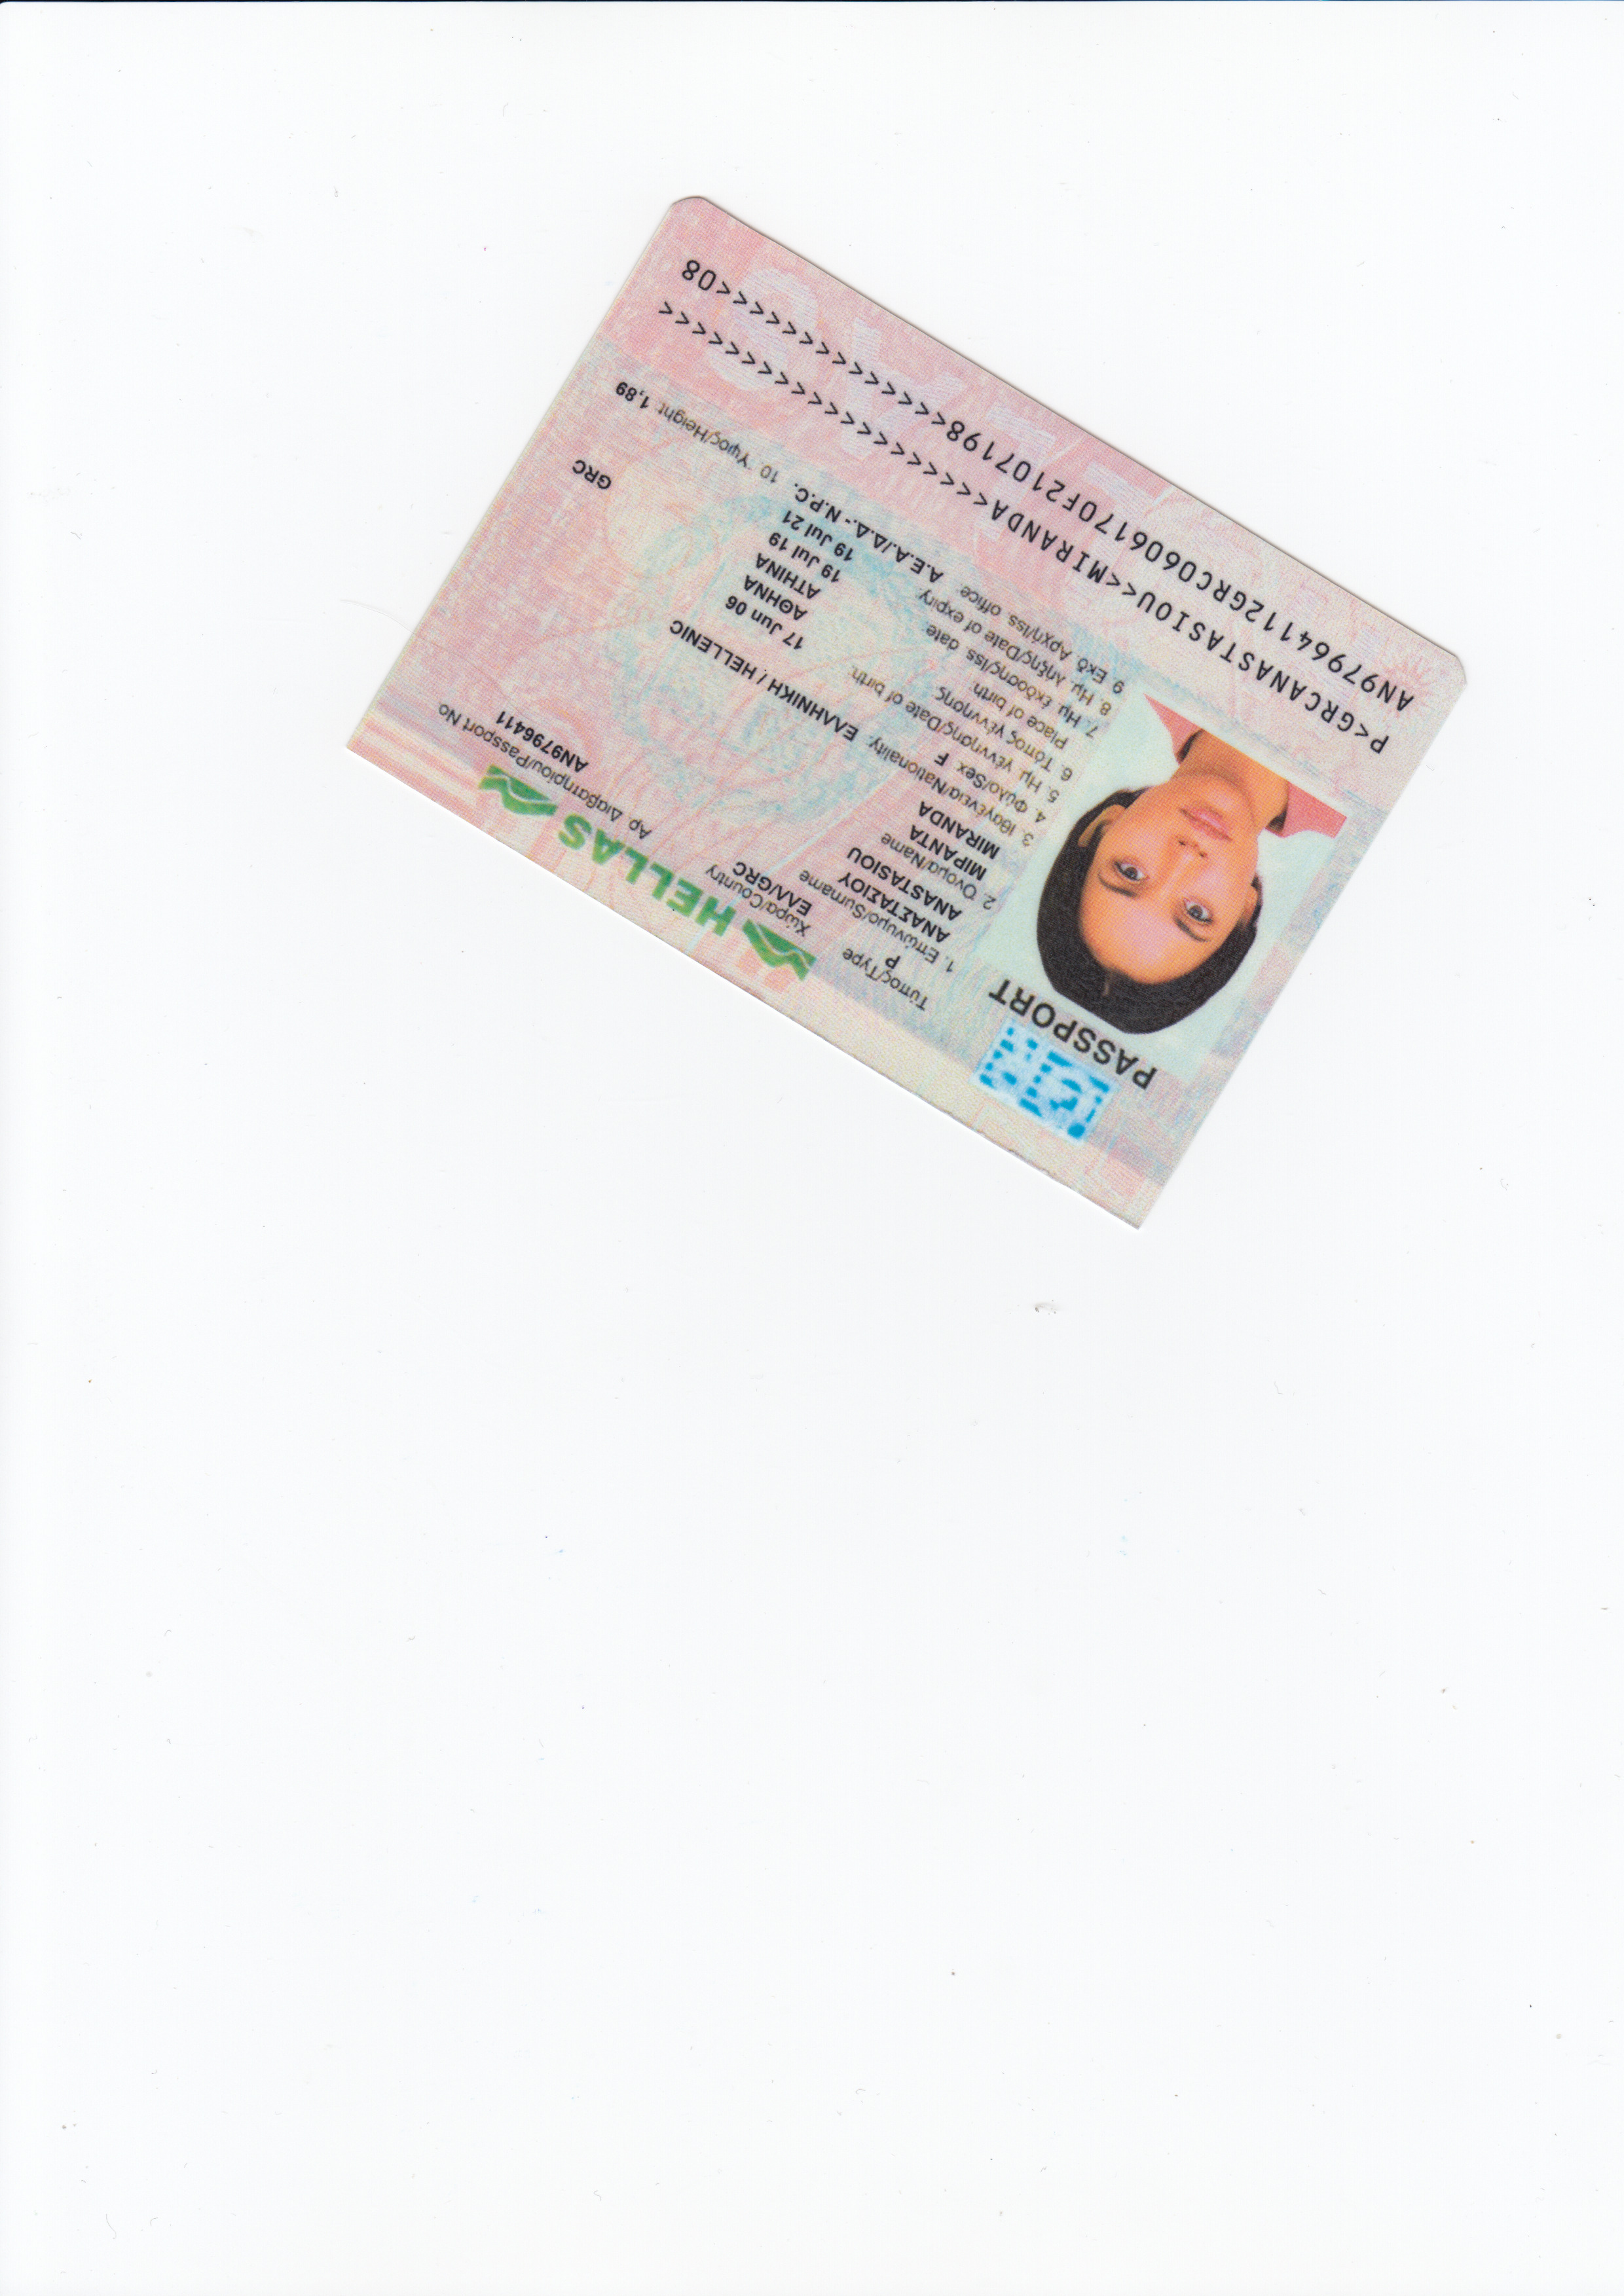 PASSPORT
HELLAS
Τύπος/Type
P
Χώρα/Country
ΕΛΛ/GRC
Αρ. Διαβατηρίου/Passport No
AN9796411
1. Επώνυμο/Surname
ΑΝΑΣΤΑΣΙΟΥ
ANASTASIOU
2. Όνομα/Name
ΜΙΡΑΝΤΑ
MIRANDA
3. Ιθαγένεια/Nationality. ΕΛΛΗΝΙΚΗ / HELLENIC
4. Φύλο/Sex. F
5. Ημ. γέννησης/Date of birth. 17 Jun 06
6. Τόπος γέννησης ΑΘΗΝΑ
Place of birth. ATHINA
7. Ημ. έκδοσης/Iss. date. 19 Jul 19
8. Ημ. λήξης/Date of expiry. 19 Jul 21
9. Εκδ. Αρχή/Iss. office. Α.Ε.Α./Δ.Δ.- N.P.C. 10. Υψος/Height. 1,89
GRC
P<GRCANASTASIOU<<MIRANDA<<<<<<<<<<<<<<<<<<<<
AN97964112GRC0606170F2107198<<<<<<<<<<<<<<08